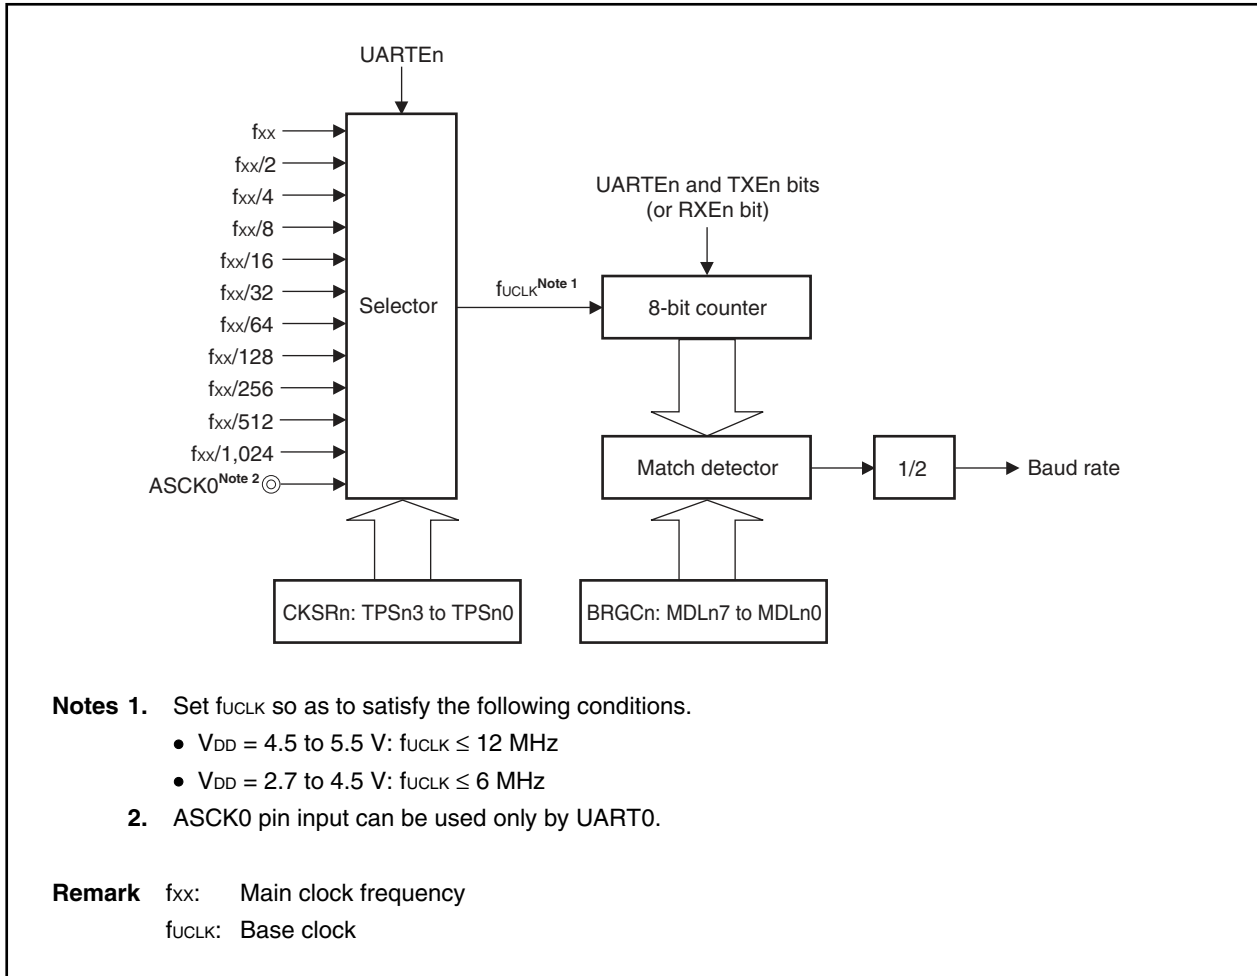 UARTEn
fXX
fXX/2
fXX/4
fXX/8
fXX/16
fXX/32
fXX/64
fXX/128
fXX/256
fXX/512
fXX/1,024
ASCK0Note 2
Selector
fUCLKNote 1
UARTEn and TXEn bits
(or RXEn bit)
8-bit counter
Match detector
1/2
Baud rate
CKSRn: TPSn3 to TPSn0
BRGCn: MDLn7 to MDLn0
Notes 1. Set fUCLK so as to satisfy the following conditions.
• VDD = 4.5 to 5.5 V: fUCLK ≤ 12 MHz
• VDD = 2.7 to 4.5 V: fUCLK ≤ 6 MHz
2. ASCK0 pin input can be used only by UART0.
Remark fXX: Main clock frequency
fUCLK: Base clock